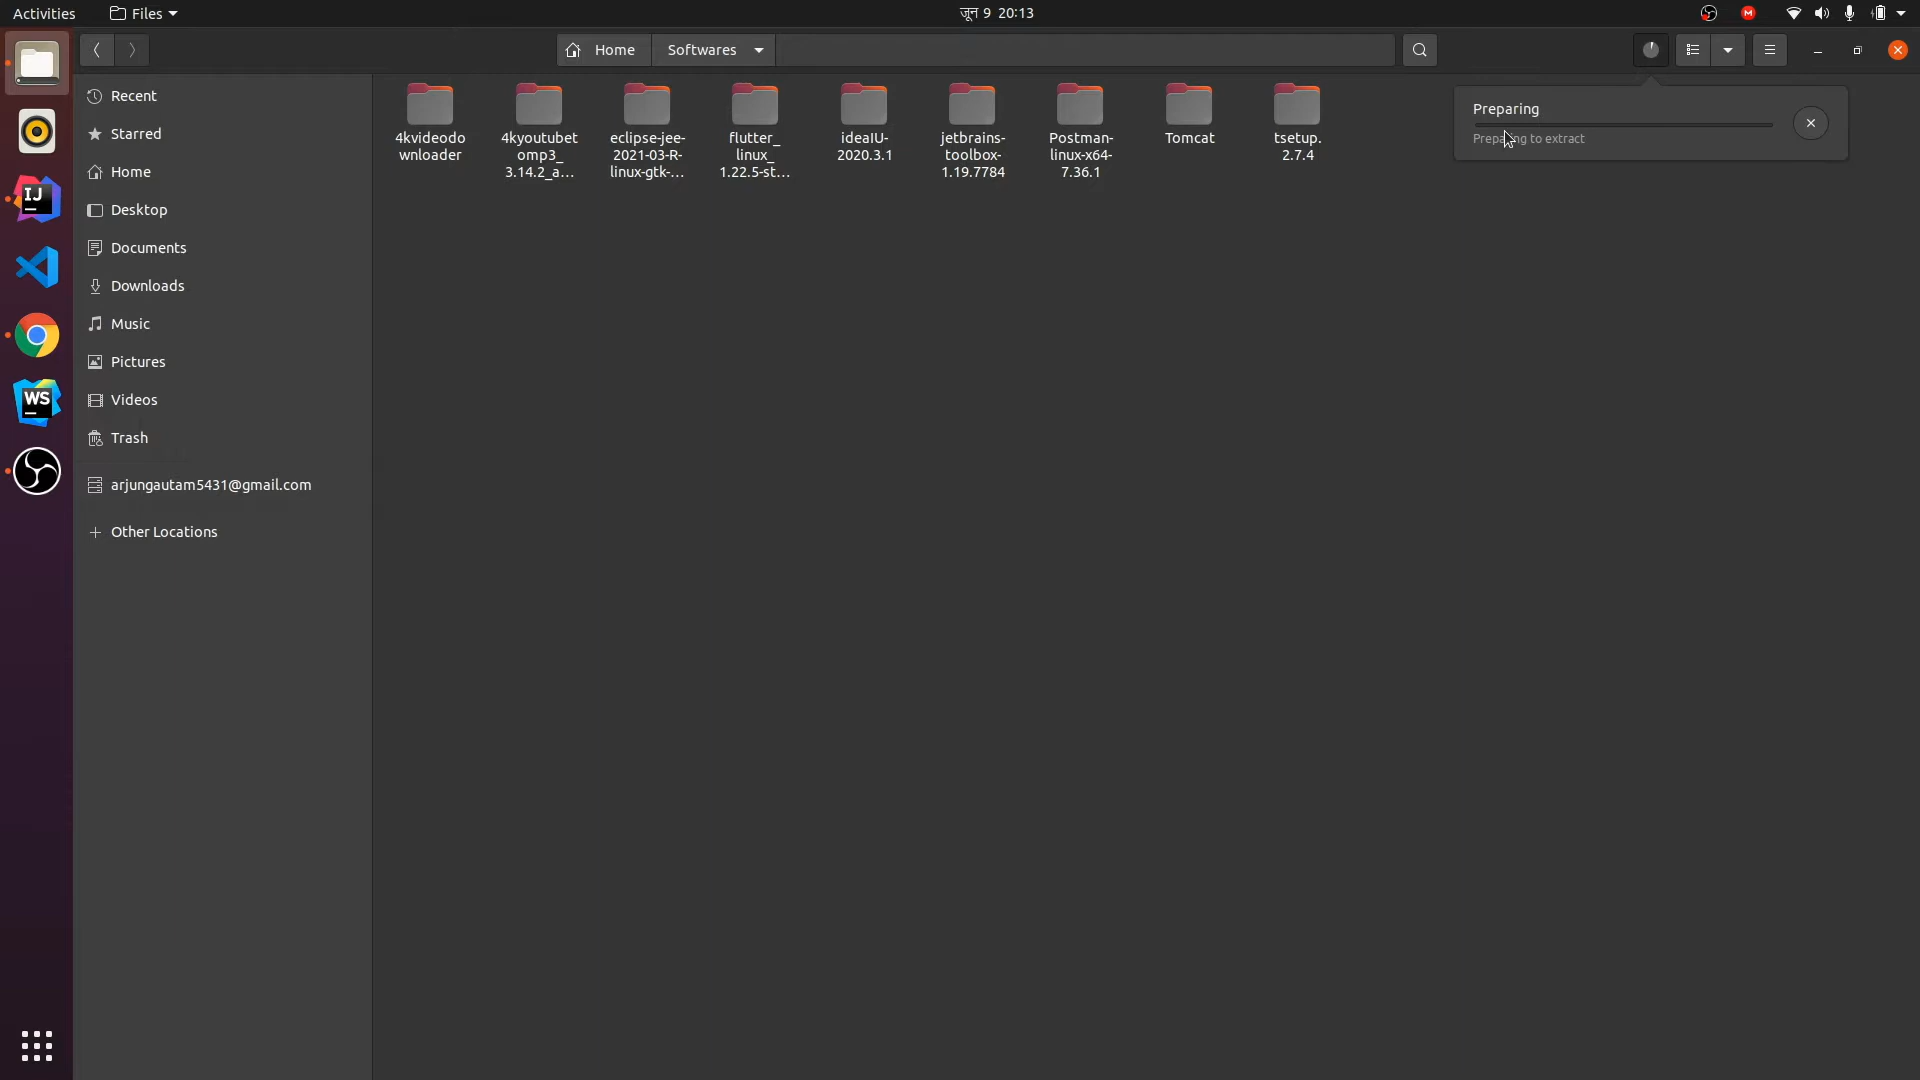 Activities
Files
जून 9 20:13
M
Home
Softwares
Recent
Starred
Home
Desktop
Documents
Downloads
Music
Pictures
Videos
Trash
arjungautam5431@gmail.com
Other Locations
IJ
WS
4kvideodo
wnloader
4kyoutubet
omp3_
3.14.2_a...
eclipse-jee-
2021-03-R-
linux-gtk-...
flutter_
linux_
1.22.5-st...
ideaIU-
2020.3.1
jetbrains-
toolbox-
1.19.7784
Postman-
linux-x64-
7.36.1
Tomcat
tsetup.
2.7.4
Preparing
Preparing to extract